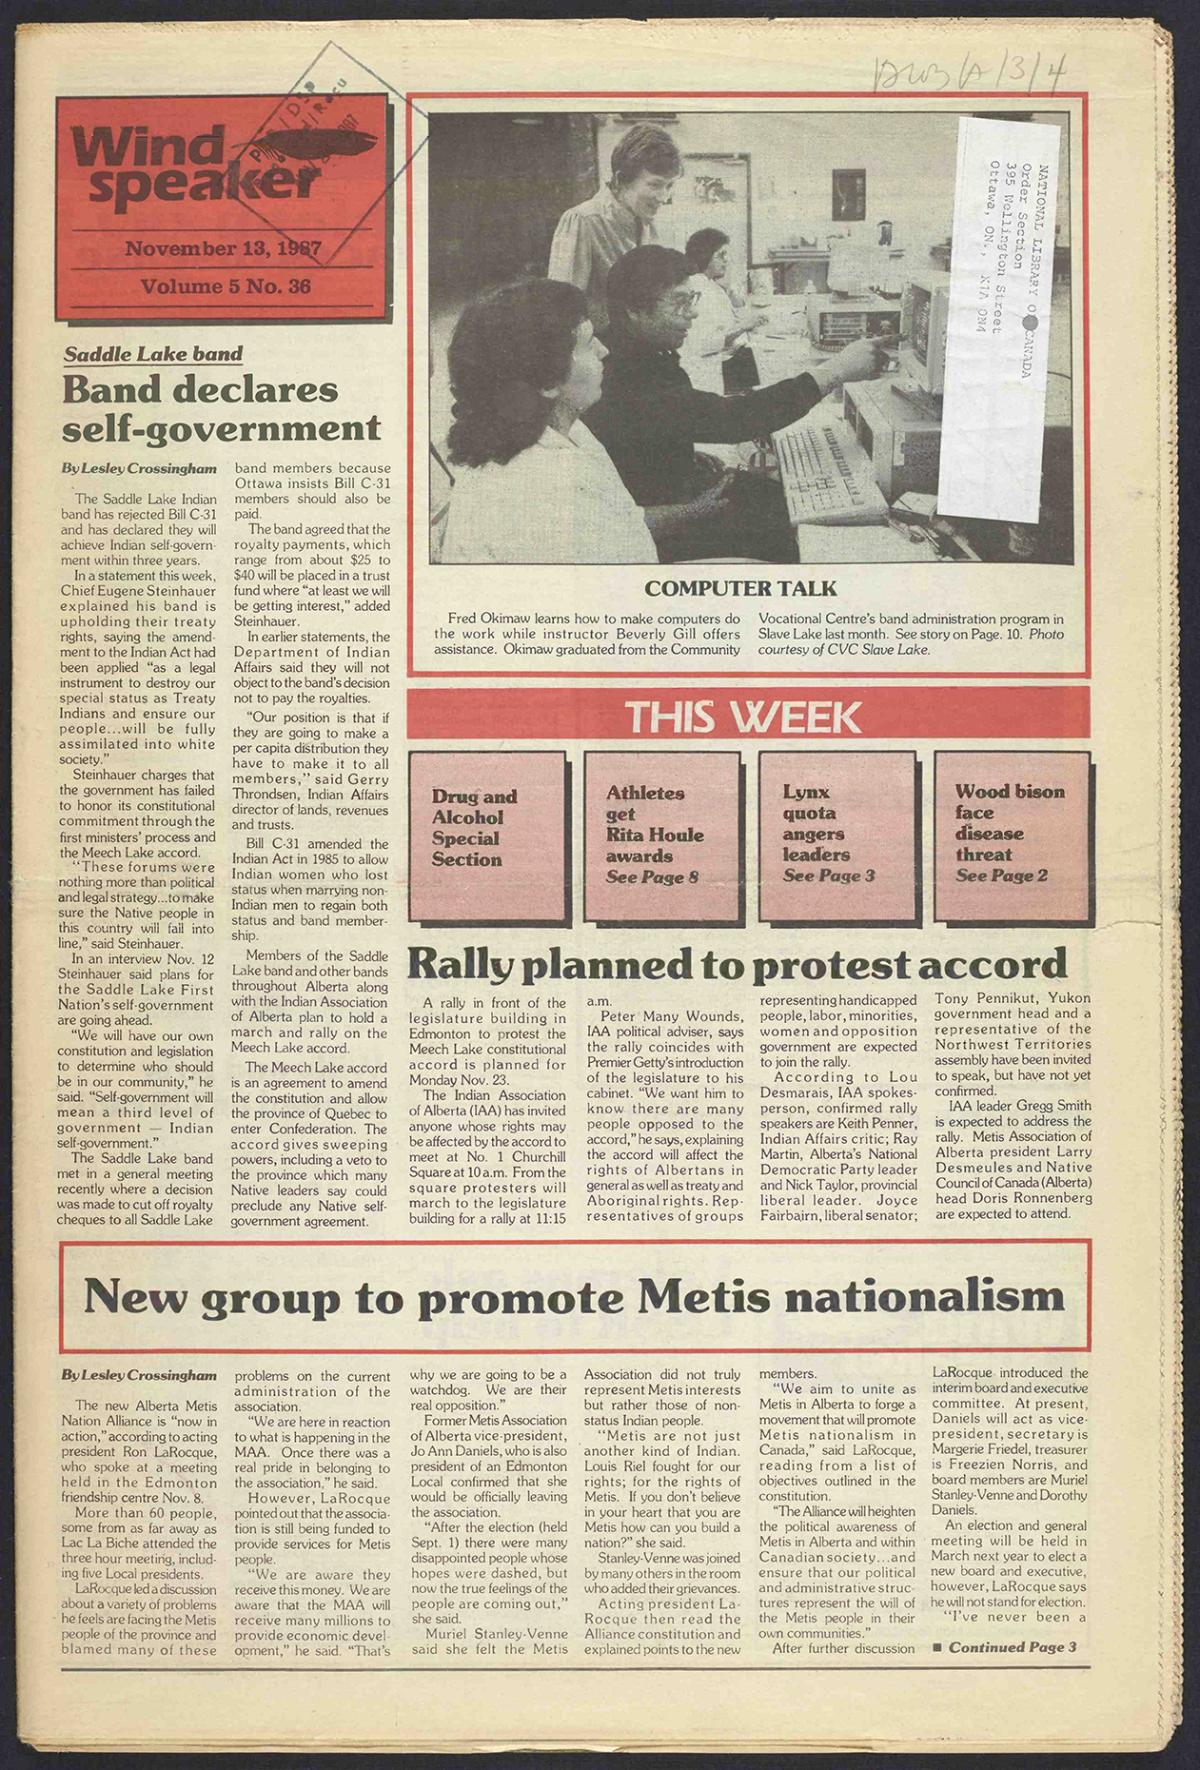 Wind
speaker
November 13, 1987
Volume 5 No. 36
NATIONAL LIBRARY O CANADA
Order Section
395 Wellington Street
Ottawa, ON., K1A 0N4
Saddle Lake band
Band declares
self-government
By Lesley Crossingham
The Saddle Lake Indian
band has rejected Bill C-31
and has declared they will
achieve Indian self-govern-
ment within three years.
In a statement this week,
Chief Eugene Steinhauer
explained his band is
upholding their treaty
rights, saying the amend-
ment to the Indian Act had
been applied "as a legal
instrument to destroy our
special status as Treaty
Indians and ensure our
people...will be fully
assimilated into white
society."
Steinhauer charges that
the government has failed
to honor its constitutional
commitment through the
first ministers' process and
the Meech Lake accord.
"These forums were
nothing more than political
and legal strategy...to make
sure the Native people in
this country will fall into
line," said Steinhauer.
In an interview Nov. 12
Steinhauer said plans for
the Saddle Lake First
Nation's self-government
are going ahead.
"We will have our own
constitution and legislation
to determine who should
be in our community," he
said. "Self-government will
mean a third level of
government — Indian
self-government."
The Saddle Lake band
met in a general meeting
recently where a decision
was made to cut off royalty
cheques to all Saddle Lake
band members because
Ottawa insists Bill C-31
members should also be
paid.
The band agreed that the
royalty payments, which
range from about $25 to
$40 will be placed in a trust
fund where "at least we will
be getting interest," added
Steinhauer.
In earlier statements, the
Department of Indian
Affairs said they will not
object to the band's decision
not to pay the royalties.
"Our position is that if
they are going to make a
per capita distribution they
have to make it to all
members," said Gerry
Throndsen, Indian Affairs
director of lands, revenues
and trusts.
Bill C-31 amended the
Indian Act in 1985 to allow
Indian women who lost
status when marrying non-
Indian men to regain both
status and band member-
ship.
Members of the Saddle
Lake band and other bands
throughout Alberta along
with the Indian Association
of Alberta plan to hold a
march and rally on the
Meech Lake accord.
The Meech Lake accord
is an agreement to amend
the constitution and allow
the province of Quebec to
enter Confederation. The
accord gives sweeping
powers, including a veto to
the province which many
Native leaders say could
preclude any Native self-
government agreement.
COMPUTER TALK
Fred Okimaw learns how to make computers do
the work while instructor Beverly Gill offers
assistance. Okimaw graduated from the Community
Vocational Centre's band administration program in
Slave Lake last month. See story on Page. 10. Photo
courtesy of CVC Slave Lake.
THIS WEEK
Drug and
Alcohol
Special
Section
Athletes
get
Rita Houle
awards
See Page 8
Lynx
quota
angers
leaders
See Page 3
Wood bison
face
disease
threat
See Page 2
Rally planned to protest accord
A rally in front of the
legislature building in
Edmonton to protest the
Meech Lake constitutional
accord is planned for
Monday Nov. 23.
The Indian Association
of Alberta (IAA) has invited
anyone whose rights may
be affected by the accord to
meet at No. 1 Churchill
Square at 10 a.m. From the
square protesters will
march to the legislature
building for a rally at 11:15
a.m.
Peter Many Wounds,
IAA political adviser, says
the rally coincides with
Premier Getty's introduction
of the legislature to his
cabinet. "We want him to
know there are many
people opposed to the
accord," he says, explaining
the accord will affect the
rights of Albertans in
general as well as treaty and
Aboriginal rights. Rep-
resentatives of groups
representing handicapped
people, labor, minorities,
women and opposition
government are expected
to join the rally.
According to Lou
Desmarais, IAA spokes-
person, confirmed rally
speakers are Keith Penner,
Indian Affairs critic; Ray
Martin, Alberta's National
Democratic Party leader
and Nick Taylor, provincial
liberal leader. Joyce
Fairbairn, liberal senator;
Tony Pennikut, Yukon
government head and a
representative of the
Northwest Territories
assembly have been invited
to speak, but have not yet
confirmed.
IAA leader Gregg Smith
is expected to address the
rally. Metis Association of
Alberta president Larry
Desmeules and Native
Council of Canada (Alberta)
head Doris Ronnenberg
are expected to attend.
New group to promote Metis nationalism
By Lesley Crossingham
The new Alberta Metis
Nation Alliance is "now in
action," according to acting
president Ron LaRocque,
who spoke at a meeting
held in the Edmonton
friendship centre Nov. 8.
More than 60 people,
some from as far away as
Lac La Biche attended the
three hour meeting, includ-
ing five Local presidents.
LaRocque led a discussion
about a variety of problems
he feels are facing the Metis
people of the province and
blamed many of these
problems on the current
administration of the
association.
"We are here in reaction
to what is happening in the
MAA. Once there was a
real pride in belonging to
the association," he said.
However, LaRocque
pointed out that the associa-
tion is still being funded to
provide services for Metis
people.
"We are aware they
receive this money. We are
aware that the MAA will
receive many millions to
provide economic devel-
opment," he said. "That's
why we are going to be a
watchdog. We are their
real opposition."
Former Metis Association
of Alberta vice-president,
Jo Ann Daniels, who is also
president of an Edmonton
Local confirmed that she
would be officially leaving
the association.
"After the election (held
Sept. 1) there were many
disappointed people whose
hopes were dashed, but
now the true feelings of the
people are coming out,"
she said.
Muriel Stanley-Venne
said she felt the Metis
Association did not truly
represent Metis interests
but rather those of non-
status Indian people.
"Metis are not just
another kind of Indian.
Louis Riel fought for our
rights; for the rights of
Metis. If you don't believe
in your heart that you are
Metis how can you build a
nation?" she said.
Stanley-Venne was joined
by many others in the room
who added their grievances.
Acting president La-
Rocque then read the
Alliance constitution and
explained points to the new
members.
"We aim to unite as
Metis in Alberta to forge a
movement that will promote
Metis nationalism in
Canada," said LaRocque,
reading from a list of
objectives outlined in the
constitution.
"The Alliance will heighten
the political awareness of
Metis in Alberta and within
Canadian society...and
ensure that our political
and administrative struc-
tures represent the will of
the Metis people in their
own communities."
After further discussion
LaRocque introduced the
interim board and executive
committee. At present,
Daniels will act as vice-
president, secretary is
Margerie Friedel, treasurer
is Freezien Norris, and
board members are Muriel
Stanley-Venne and Dorothy
Daniels.
An election and general
meeting will be held in
March next year to elect a
new board and executive,
however, LaRocque says
he will not stand for election.
"I've never been a
■ Continued Page 3